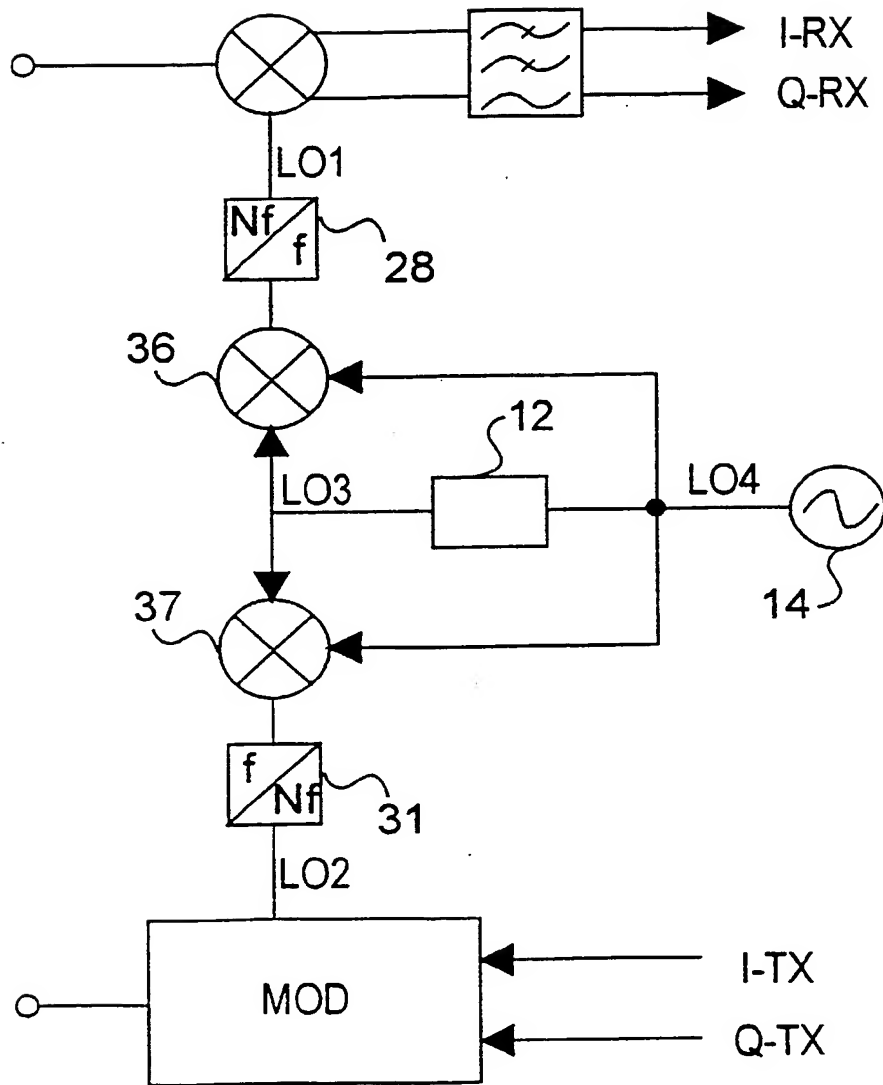 I-RX
Q-RX
LO1
Nf
f
28
36
12
LO3
LO4
14
37
f
Nf
31
LO2
MOD
I-TX
Q-TX